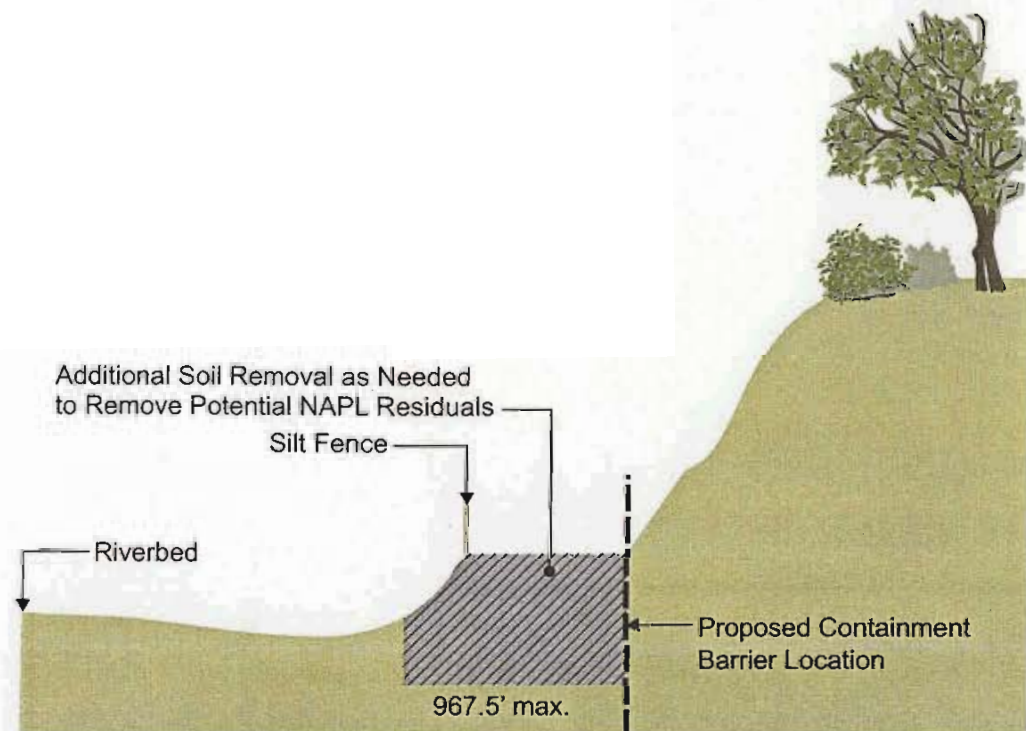 Additional Soil Removal as Needed
to Remove Potential NAPL Residuals
Silt Fence
Riverbed
Proposed Containment
Barrier Location
967.5' max.